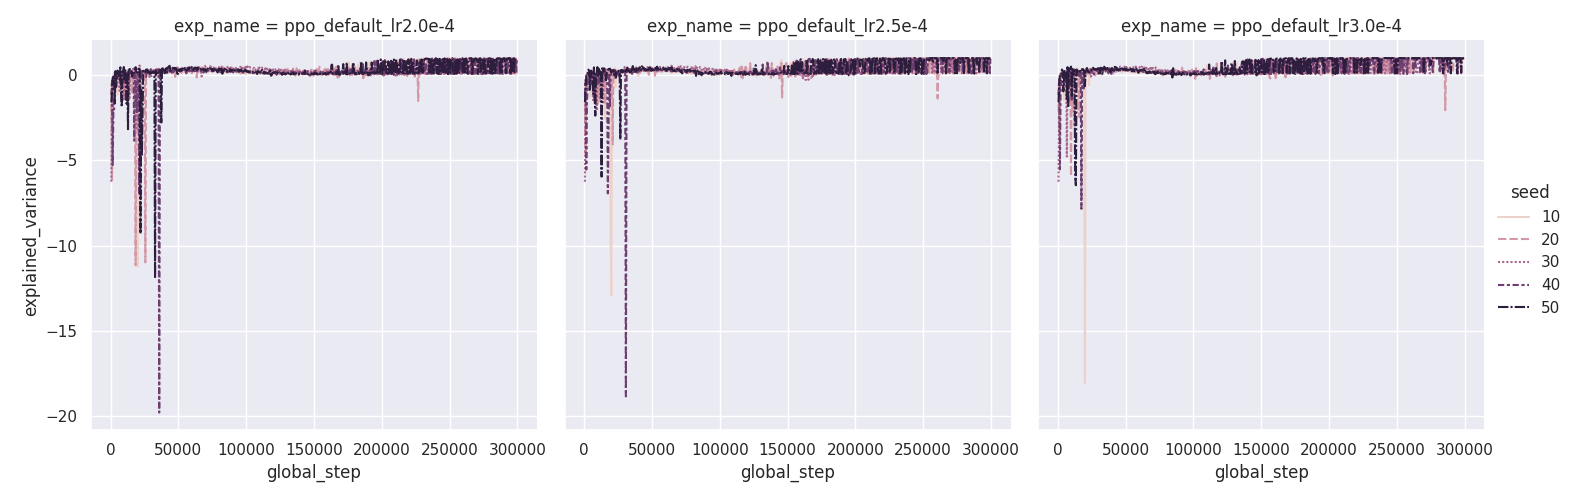 exp_name = ppo_default_lr2.0e-4
exp_name = ppo_default_lr2.5e-4
exp_name = ppo_default_lr3.0e-4
explained_variance
0
−5
−10
−15
−20
0 50000 100000 150000 200000 250000 300000
0 50000 100000 150000 200000 250000 300000
0 50000 100000 150000 200000 250000 300000
global_step
global_step
global_step
seed
10
20
30
40
50